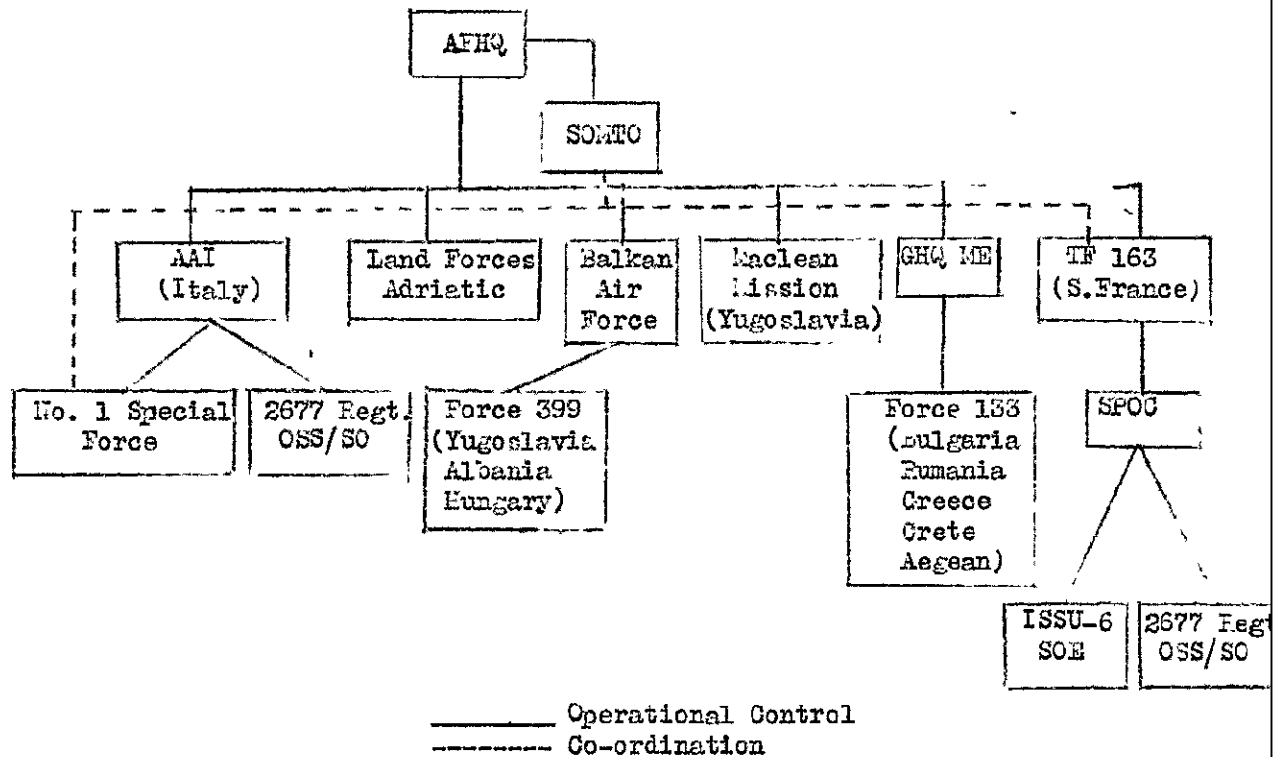 AFHQ
SOMTO
AAI
(Italy)
Land Forces
Adriatic
Balkan
Air
Force
Maclean
Mission
(Yugoslavia)
GHQ ME
TF 163
(S.France)
No. 1 Special
Force
2677 Regt.
OSS/SO
Force 399
(Yugoslavia
Albania
Hungary)
Force 133
(Bulgaria
Rumania
Greece
Crete
Aegean)
SPOC
ISSU-6
SOE
2677 Regt
OSS/SO
Operational Control
Co-ordination